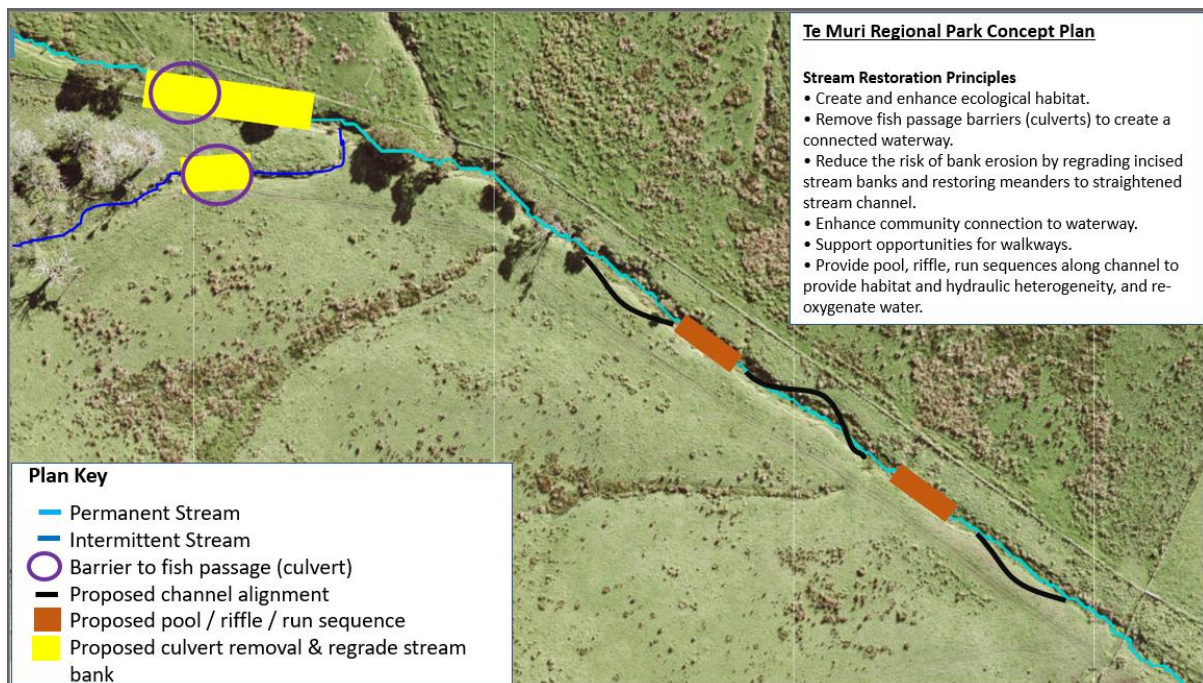 Te Muri Regional Park Concept Plan
Stream Restoration Principles
• Create and enhance ecological habitat.
• Remove fish passage barriers (culverts) to create a
connected waterway.
• Reduce the risk of bank erosion by regrading incised
stream banks and restoring meanders to straightened
stream channel.
• Enhance community connection to waterway.
• Support opportunities for walkways.
• Provide pool, riffle, run sequences along channel to
provide habitat and hydraulic heterogeneity, and re-
oxygenate water.
Plan Key
Permanent Stream
Intermittent Stream
Barrier to fish passage (culvert)
Proposed channel alignment
Proposed pool / riffle / run sequence
Proposed culvert removal & regrade stream
bank